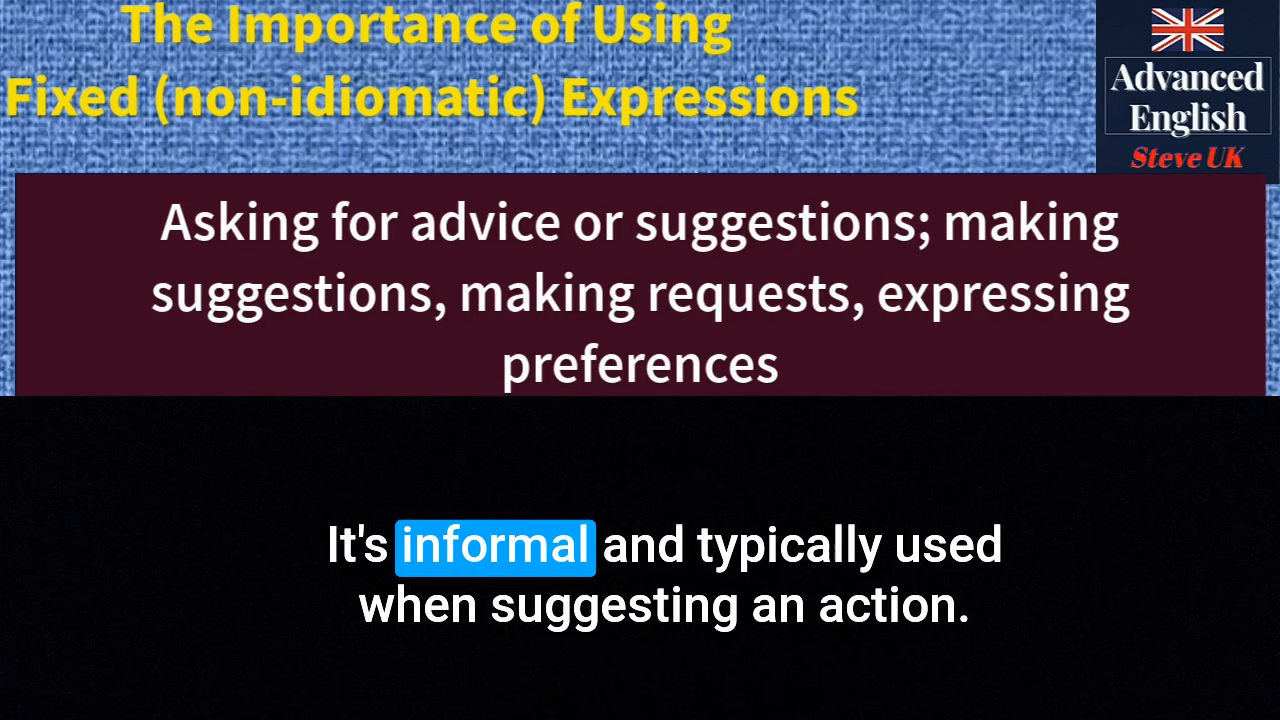 The Importance of Using
Fixed (non-idiomatic) Expressions
Advanced
English
Steve UK
Asking for advice or suggestions; making
suggestions, making requests, expressing
preferences
It's informal and typically used
when suggesting an action.